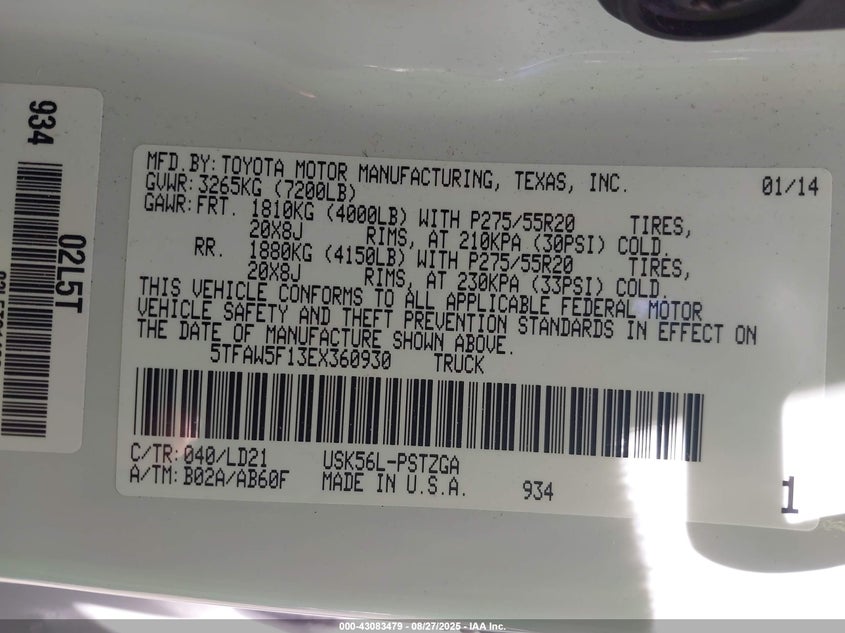 934
02L5T
MFD. BY: TOYOTA MOTOR MANUFACTURING, TEXAS, INC. 01/14
GVWR: 3265KG (7200LB)
GAWR: FRT. 1810KG (4000LB) WITH P275/55R20 TIRES,
20X8J RIMS, AT 210KPA (30PSI) COLD,
RR. 1880KG (4150LB) WITH P275/55R20 TIRES,
20X8J RIMS, AT 230KPA (33PSI) COLD.
THIS VEHICLE CONFORMS TO ALL APPLICABLE FEDERAL MOTOR
VEHICLE SAFETY AND THEFT PREVENTION STANDARDS IN EFFECT ON
THE DATE OF MANUFACTURE SHOWN ABOVE.
5TFAW5F13EX360930 TRUCK
C/TR: 040/LD21 USK56L-PSTZGA
A/TM: B02A/AB60F MADE IN U.S.A. 934
1
000-43083479 - 08/27/2025 - IAA Inc.